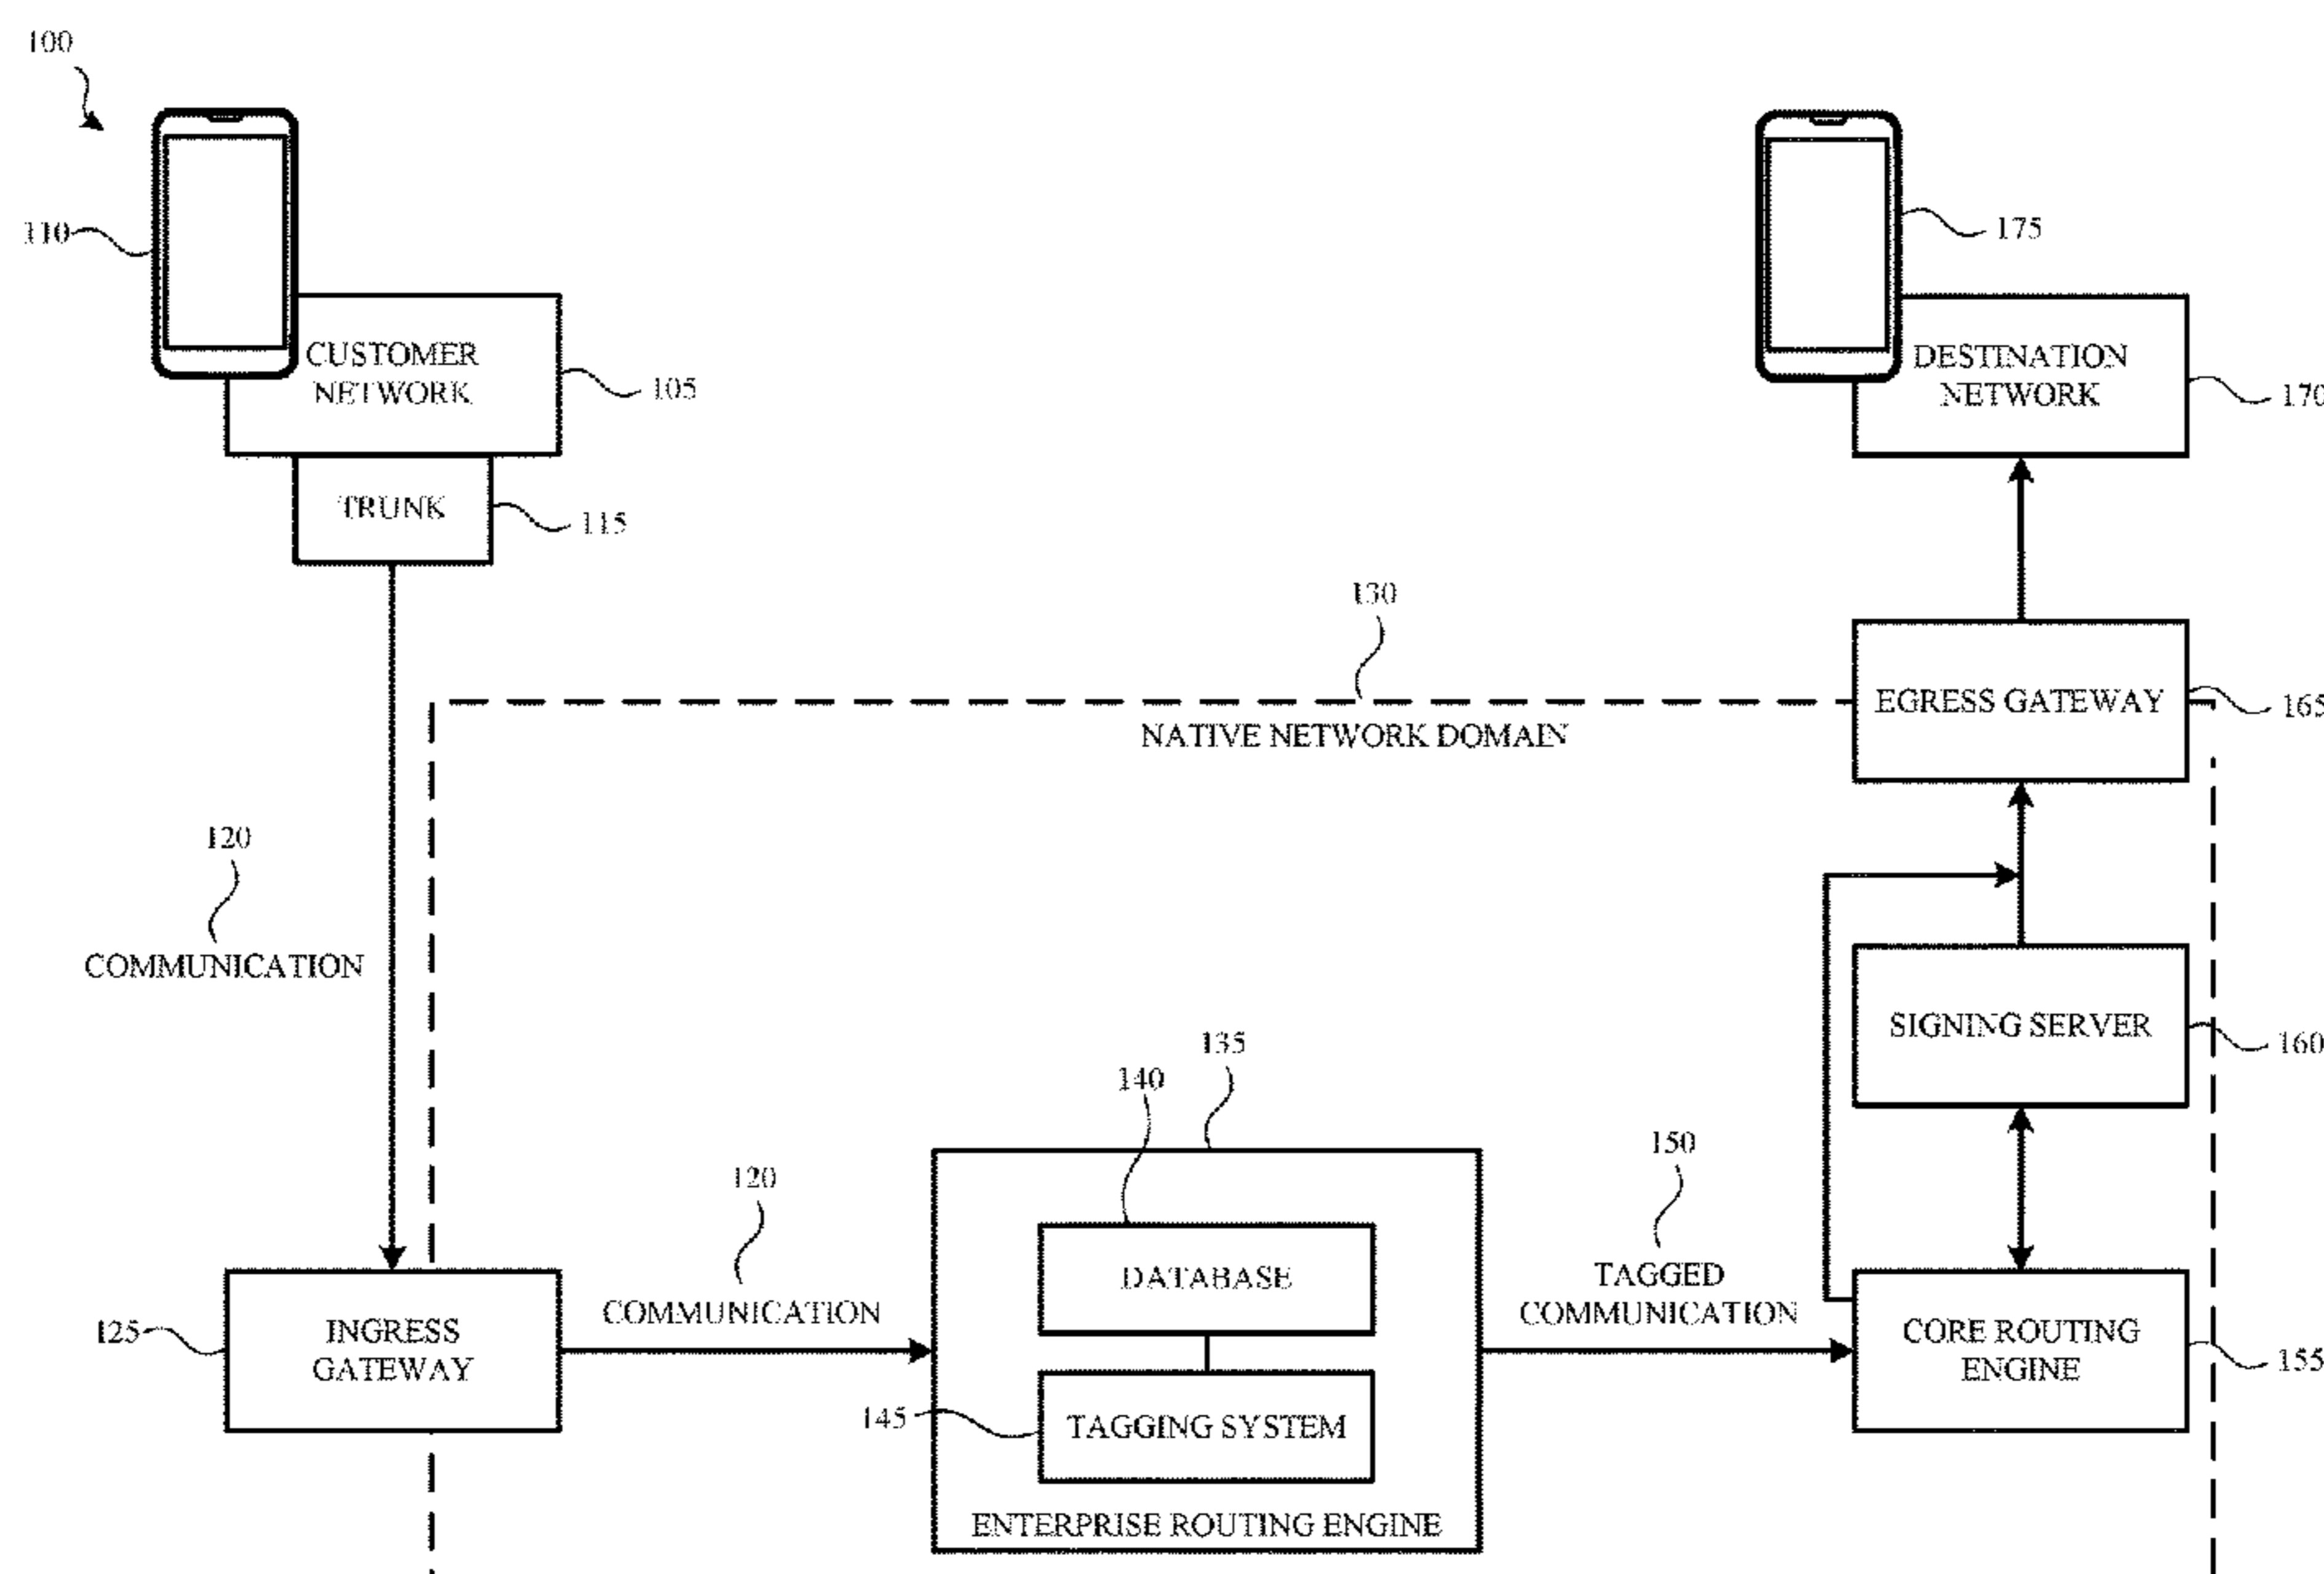 100
110
CUSTOMER
NETWORK
105
TRUNK
115
175
DESTINATION
NETWORK
170
130
NATIVE NETWORK DOMAIN
EGRESS GATEWAY
165
120
COMMUNICATION
SIGNING SERVER
160
135
140
DATABASE
145
TAGGING SYSTEM
ENTERPRISE ROUTING ENGINE
120
COMMUNICATION
125
INGRESS
GATEWAY
150
TAGGED
COMMUNICATION
CORE ROUTING
ENGINE
155